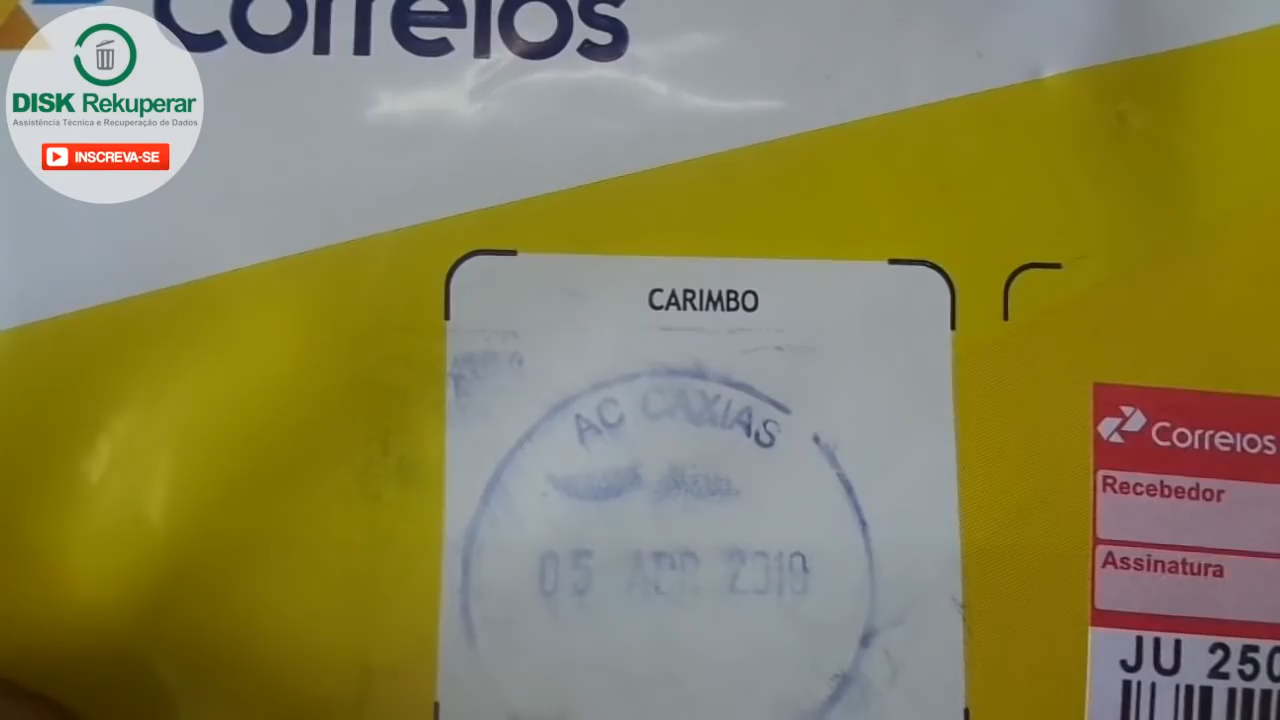 Correios
DISK Rekuperar
Assistência Técnica e Recuperação de Dados
INSCREVA-SE
CARIMBO
AC CAXIAS
05 ABR
Correios
Recebedor
Assinatura
JU 250